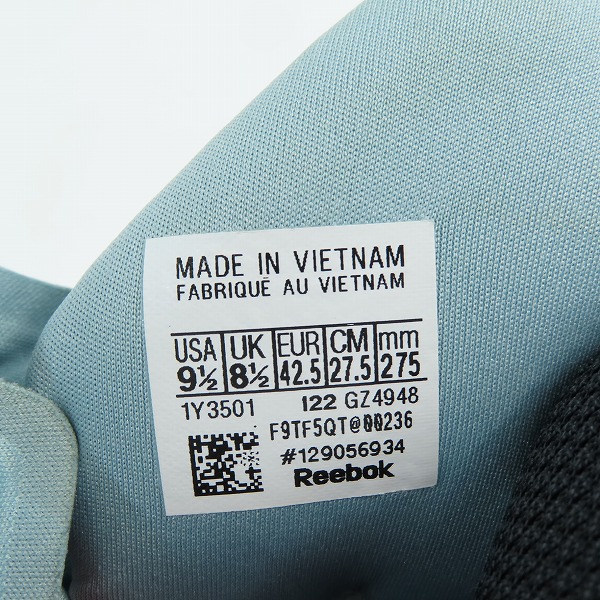 MADE IN VIETNAM
FABRIQUÉ AU VIETNAM
USA UK EUR CM mm
9½ 8½ 42.5 27.5 275
1Y3501 I22 GZ4948
F9TF5QT@00236
#129056934
Reebok